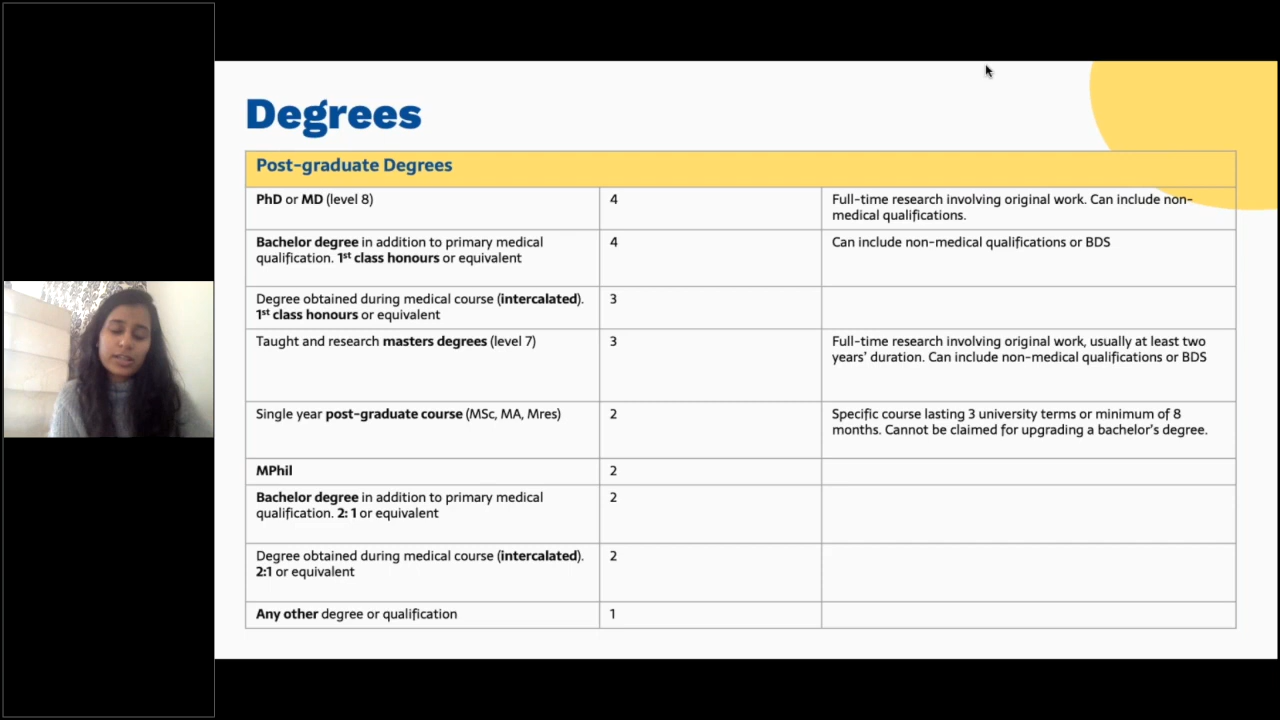 Degrees
Post-graduate Degrees
PhD or MD (level 8)
4
Full-time research involving original work. Can include non-
medical qualifications.
Bachelor degree in addition to primary medical
qualification. 1st class honours or equivalent
4
Can include non-medical qualifications or BDS
Degree obtained during medical course (intercalated).
1st class honours or equivalent
3
Taught and research masters degrees (level 7)
3
Full-time research involving original work, usually at least two
years’ duration. Can include non-medical qualifications or BDS
Single year post-graduate course (MSc, MA, Mres)
2
Specific course lasting 3 university terms or minimum of 8
months. Cannot be claimed for upgrading a bachelor’s degree.
MPhil
2
Bachelor degree in addition to primary medical
qualification. 2: 1 or equivalent
2
Degree obtained during medical course (intercalated).
2:1 or equivalent
2
Any other degree or qualification
1